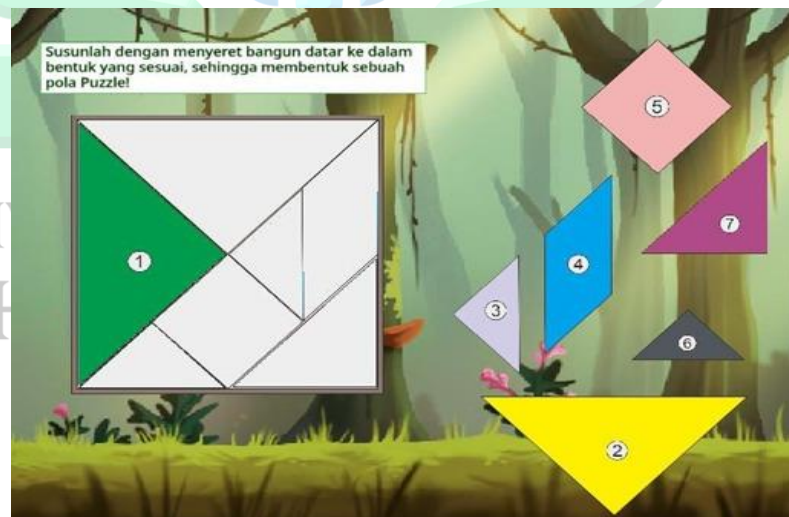 Susunlah dengan menyeret bangun datar ke dalam
bentuk yang sesuai, sehingga membentuk sebuah
pola Puzzle!
5
7
1
4
3
6
2